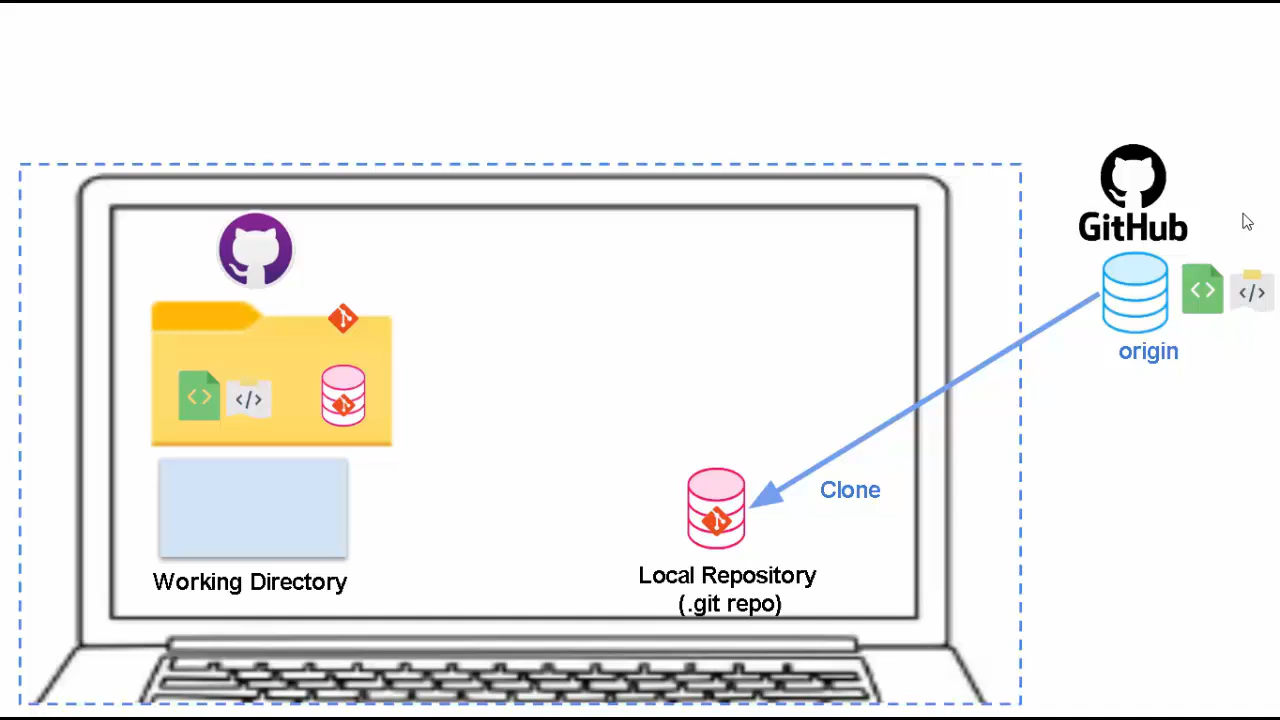 GitHub
<>
</>
origin
<>
</>
Clone
Working Directory
Local Repository
(.git repo)